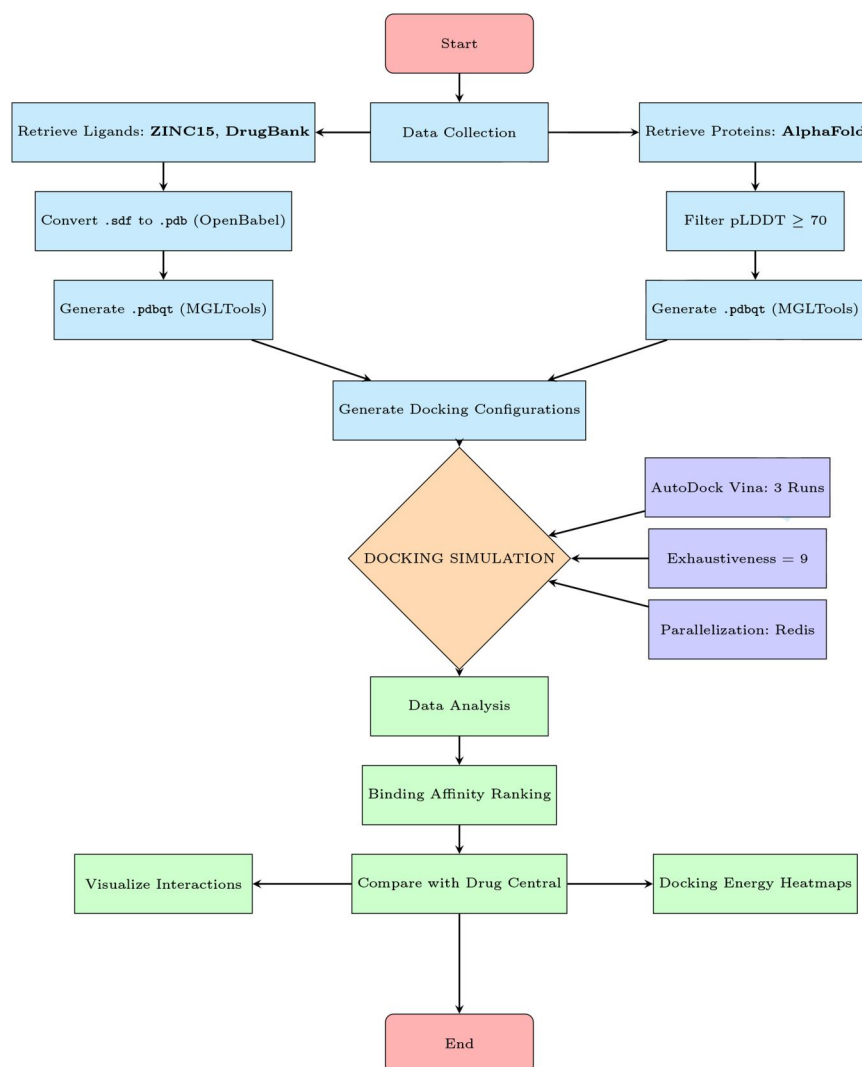 Start
Retrieve Ligands: ZINC15, DrugBank
Data Collection
Retrieve Proteins: AlphaFold
Convert .sdf to .pdb (OpenBabel)
Filter pLDDT ≥ 70
Generate .pdbqt (MGLTools)
Generate .pdbqt (MGLTools)
Generate Docking Configurations
AutoDock Vina: 3 Runs
DOCKING SIMULATION
Exhaustiveness = 9
Parallelization: Redis
Data Analysis
Binding Affinity Ranking
Visualize Interactions
Compare with Drug Central
Docking Energy Heatmaps
End